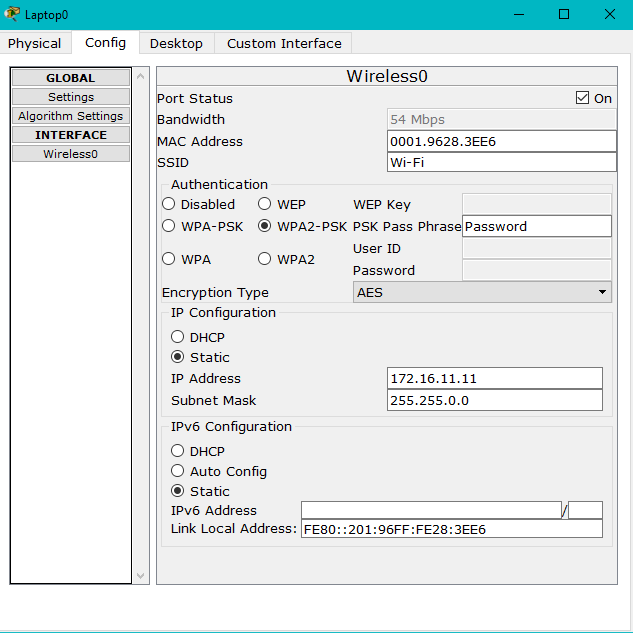 Laptop0
Physical Config Desktop Custom Interface
GLOBAL
Settings
Algorithm Settings
INTERFACE
Wireless0
Wireless0
Port Status On
Bandwidth 54 Mbps
MAC Address 0001.9628.3EE6
SSID Wi-Fi
Authentication
Disabled WEP WEP Key
WPA-PSK WPA2-PSK PSK Pass Phrase Password
User ID
WPA WPA2
Password
Encryption Type AES
IP Configuration
DHCP
Static
IP Address 172.16.11.11
Subnet Mask 255.255.0.0
IPv6 Configuration
DHCP
Auto Config
Static
IPv6 Address /
Link Local Address: FE80::201:96FF:FE28:3EE6